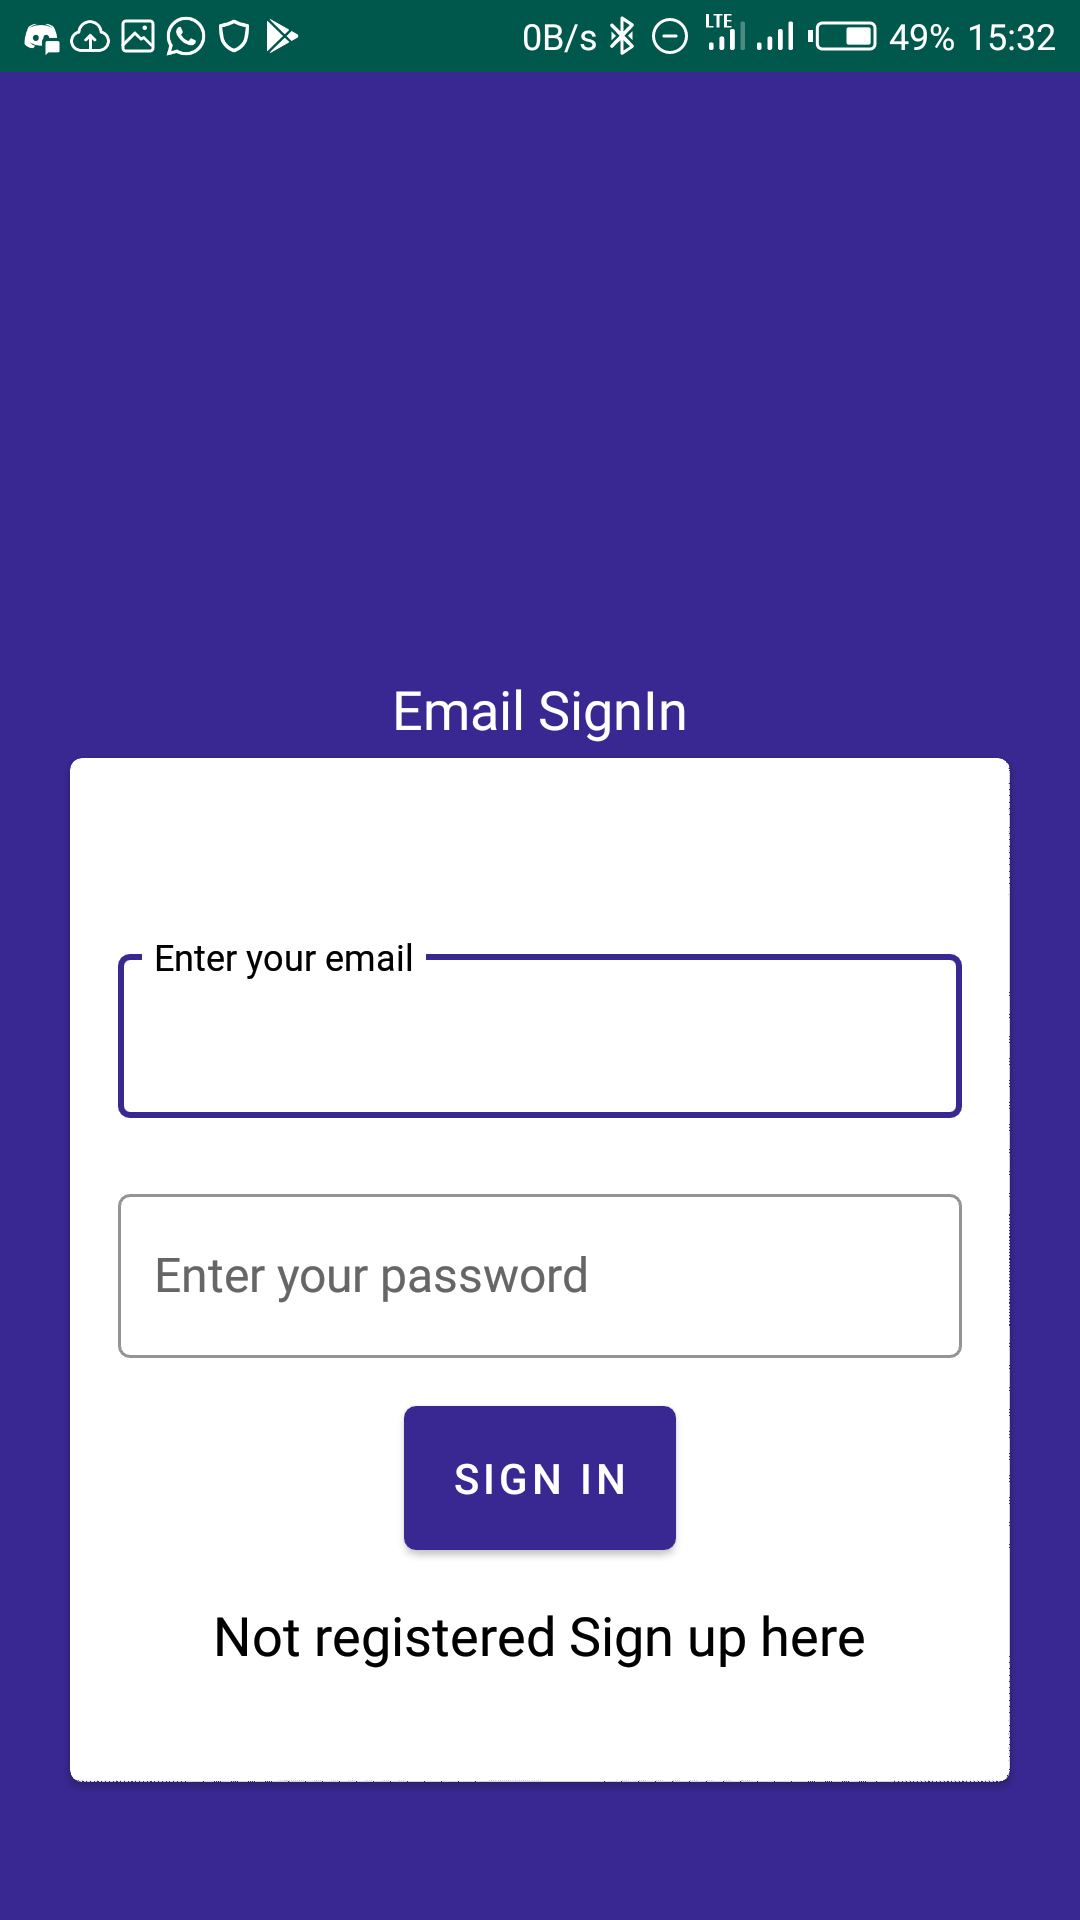 0B/s LTE 49% 15:32
Email SignIn
Enter your email
Enter your password
SIGN IN
Not registered Sign up here